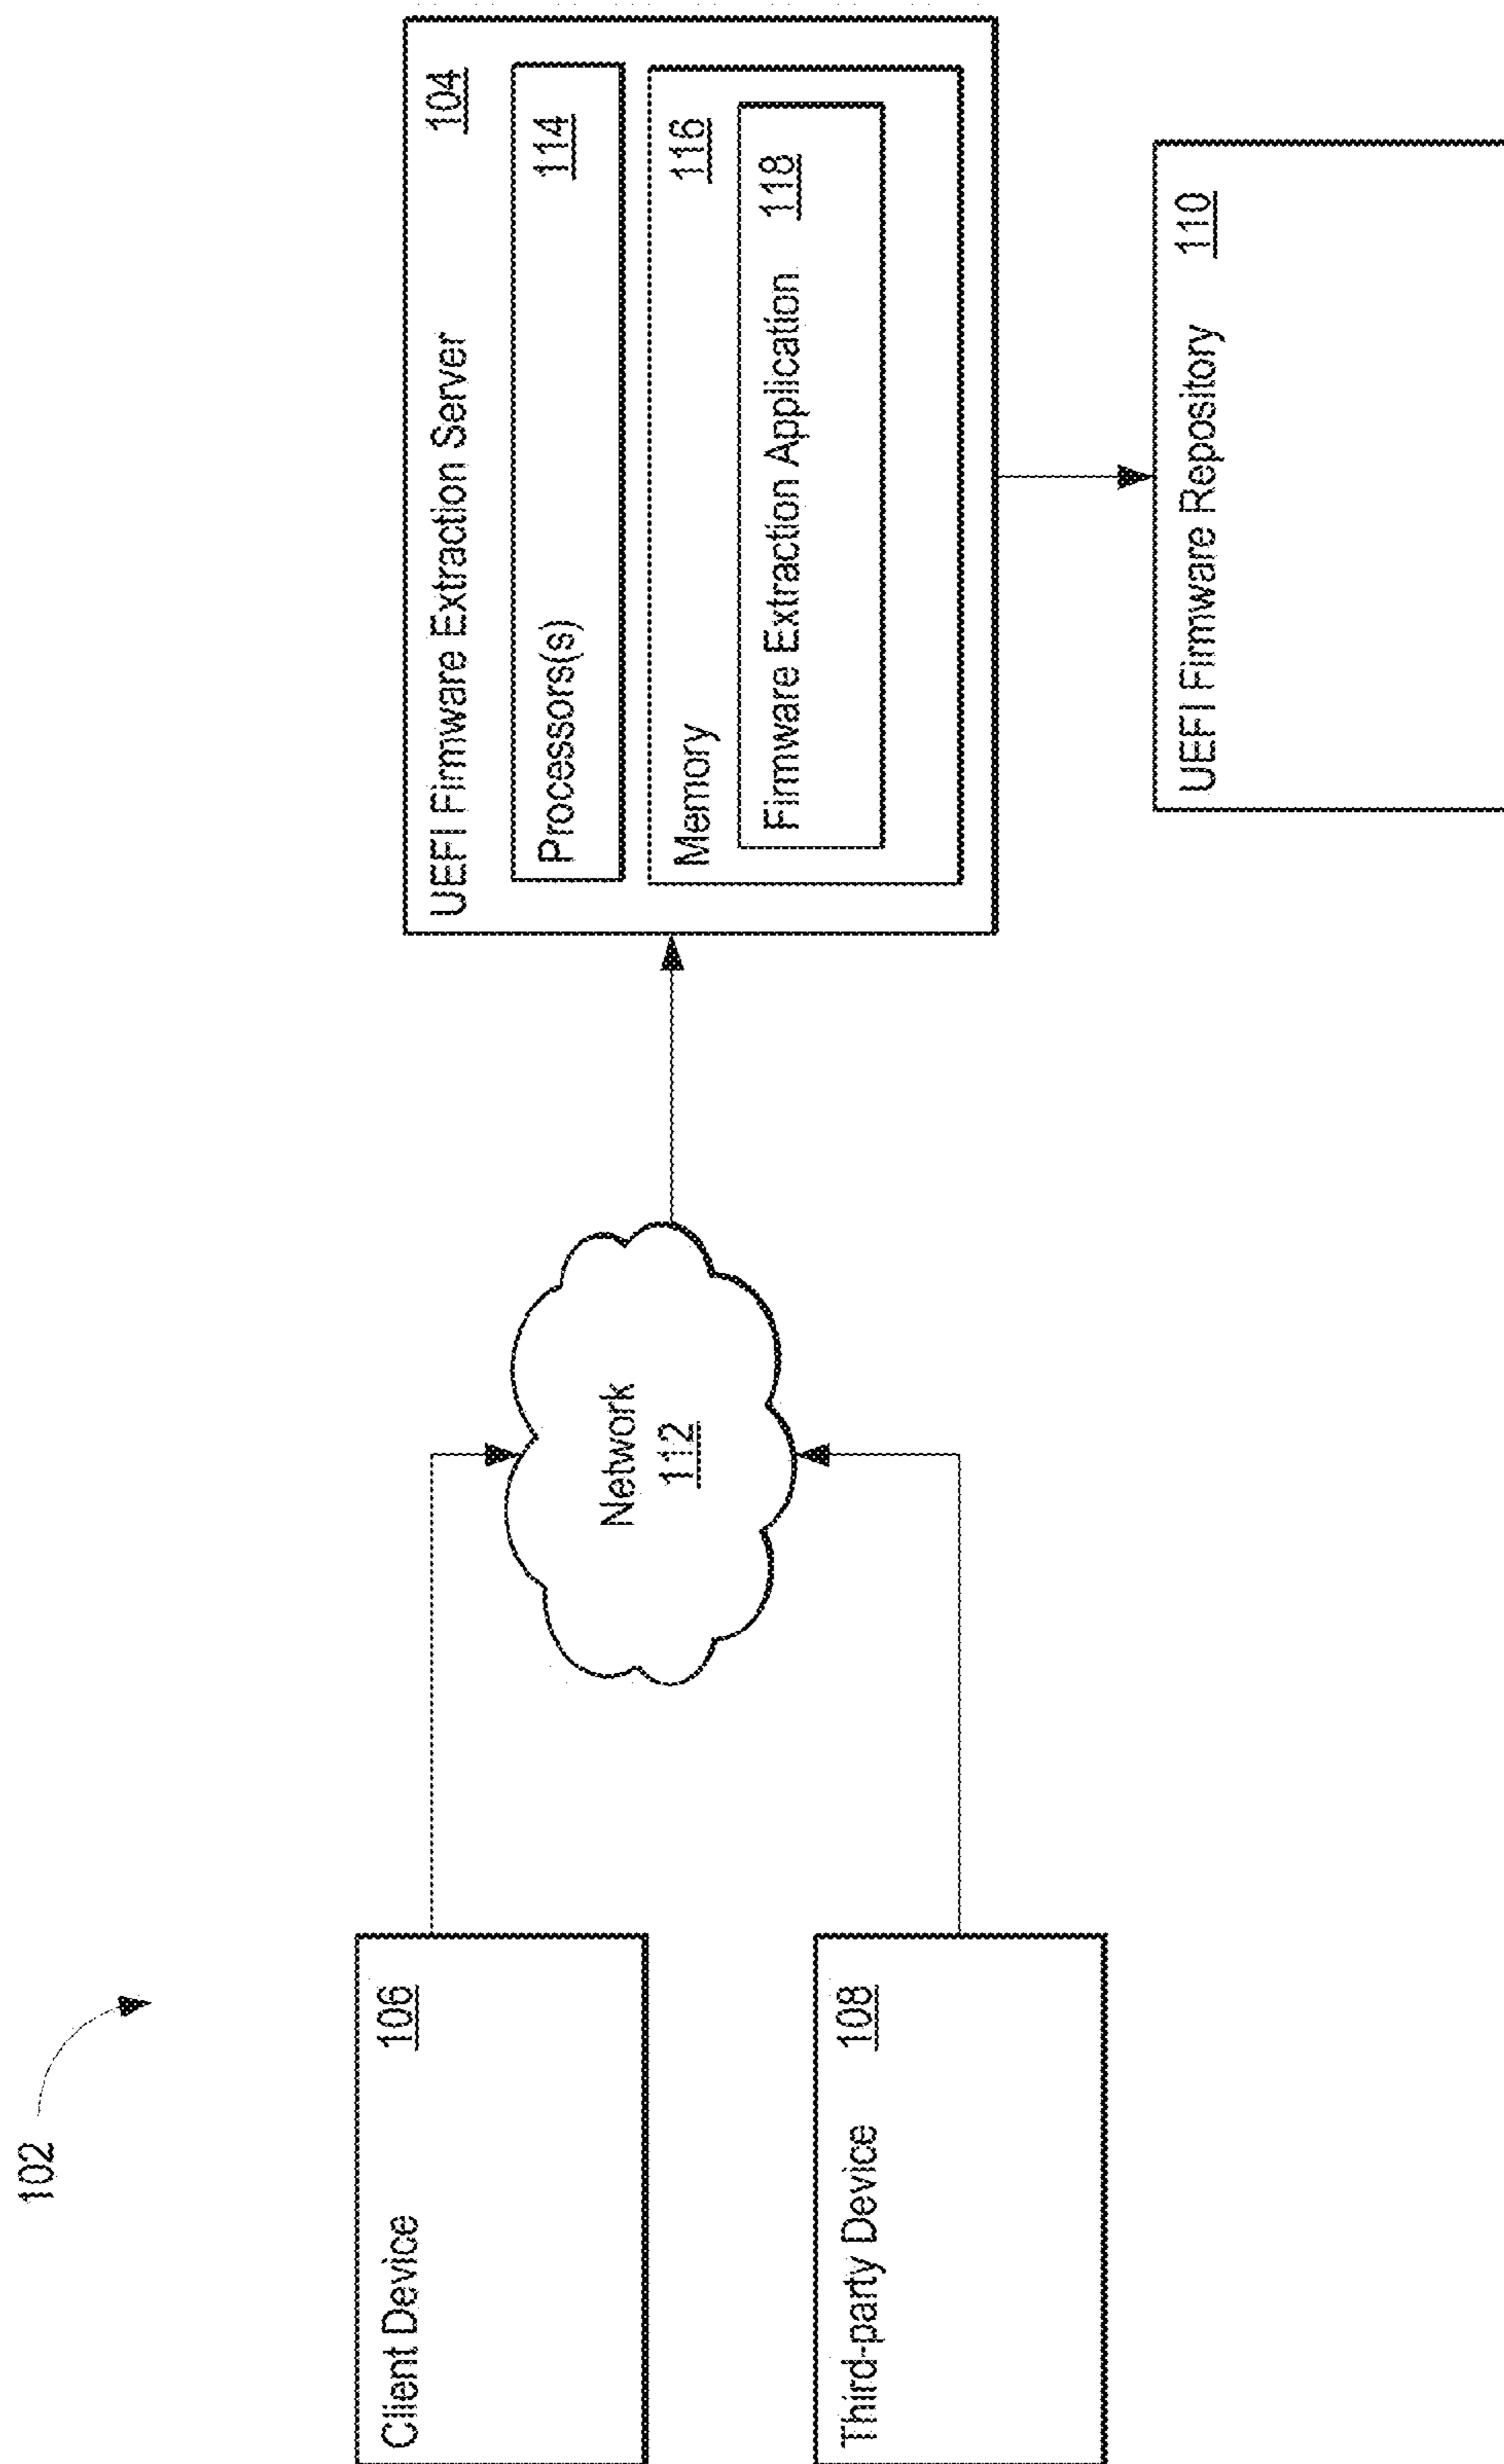 102
UEFI Firmware Extraction Server 104
Processors(s) 114
Memory 116
Firmware Extraction Application 118
Client Device 106
Network
112
Third-party Device 108
UEFI Firmware Repository 110